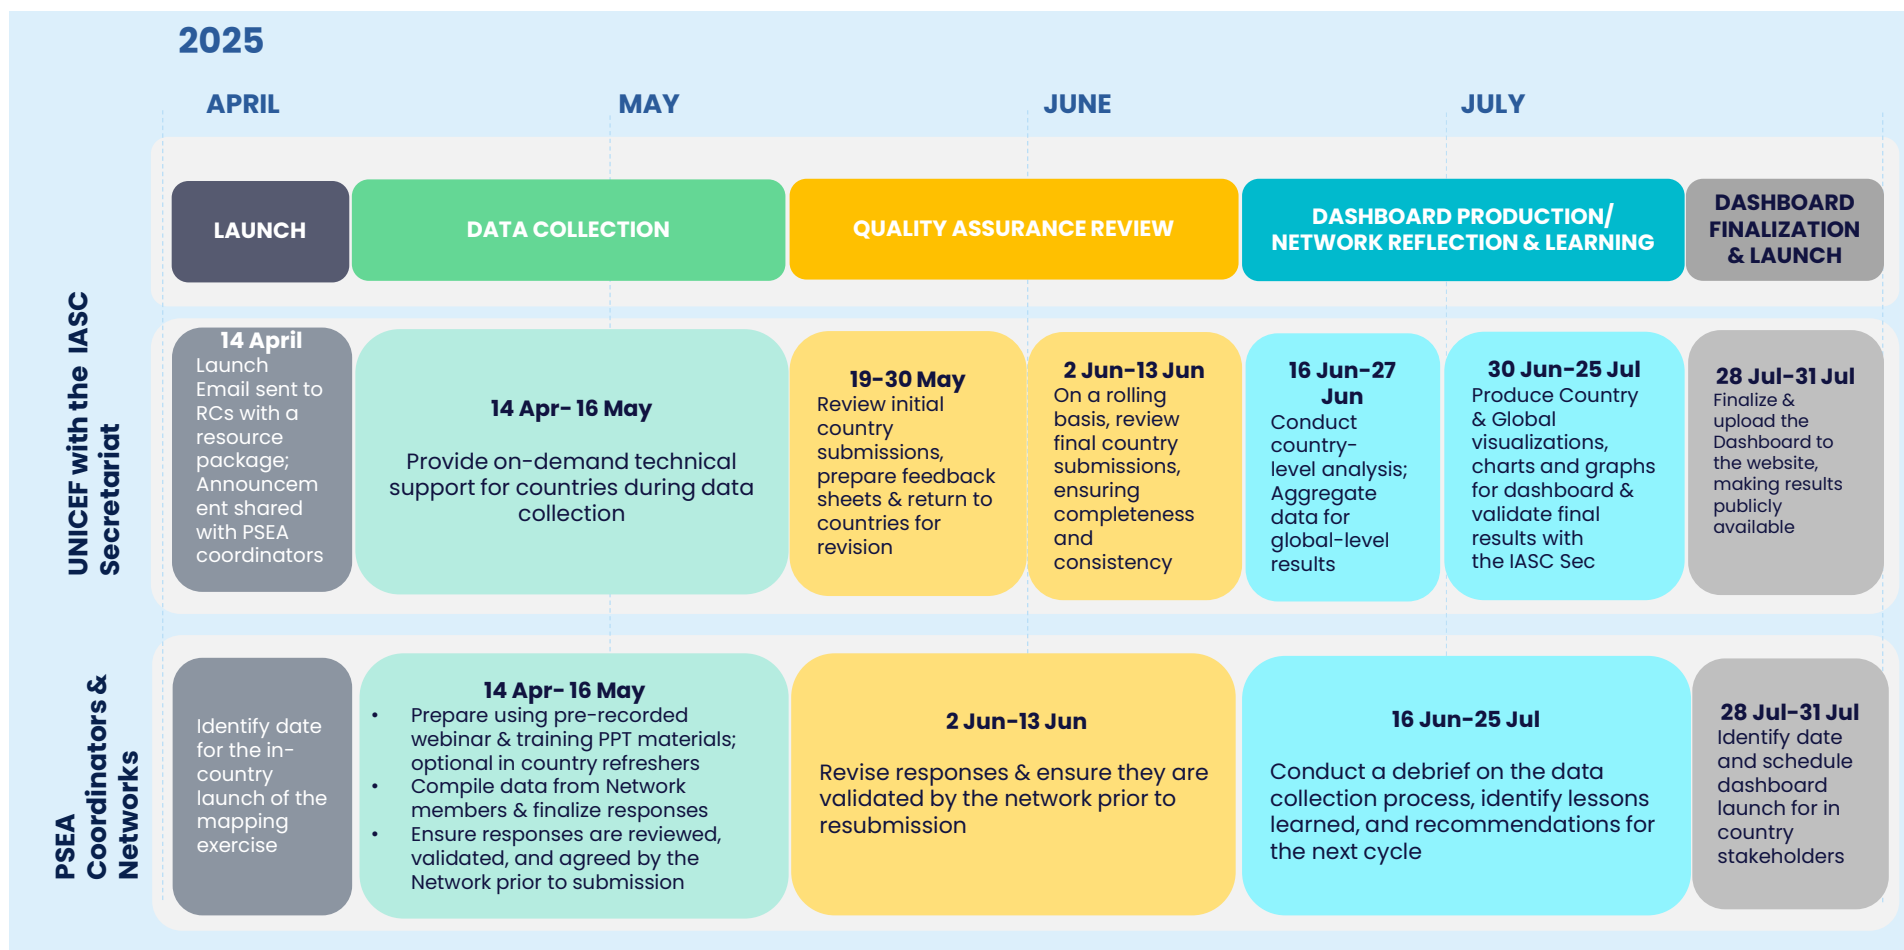 2025
APRIL
MAY
JUNE
JULY
LAUNCH
DATA COLLECTION
QUALITY ASSURANCE REVIEW
DASHBOARD PRODUCTION/
NETWORK REFLECTION & LEARNING
DASHBOARD
FINALIZATION
& LAUNCH
UNICEF with the IASC
Secretariat
14 April
Launch
Email sent to
RCs with a
resource
package;
Announcem
ent shared
with PSEA
coordinators
14 Apr- 16 May
Provide on-demand technical
support for countries during data
collection
19-30 May
Review initial
country
submissions,
prepare feedback
sheets & return to
countries for
revision
2 Jun-13 Jun
On a rolling
basis, review
final country
submissions,
ensuring
completeness
and
consistency
16 Jun-27
Jun
Conduct
country-
level analysis;
Aggregate
data for
global-level
results
30 Jun-25 Jul
Produce Country
& Global
visualizations,
charts and graphs
for dashboard &
validate final
results with
the IASC Sec
28 Jul-31 Jul
Finalize &
upload the
Dashboard to
the website,
making results
publicly
available
PSEA
Coordinators &
Networks
Identify date
for the in-
country
launch of the
mapping
exercise
14 Apr- 16 May
• Prepare using pre-recorded
webinar & training PPT materials;
optional in country refreshers
• Compile data from Network
members & finalize responses
• Ensure responses are reviewed,
validated, and agreed by the
Network prior to submission
2 Jun-13 Jun
Revise responses & ensure they are
validated by the network prior to
resubmission
16 Jun-25 Jul
Conduct a debrief on the data
collection process, identify lessons
learned, and recommendations for
the next cycle
28 Jul-31 Jul
Identify date
and schedule
dashboard
launch for in
country
stakeholders